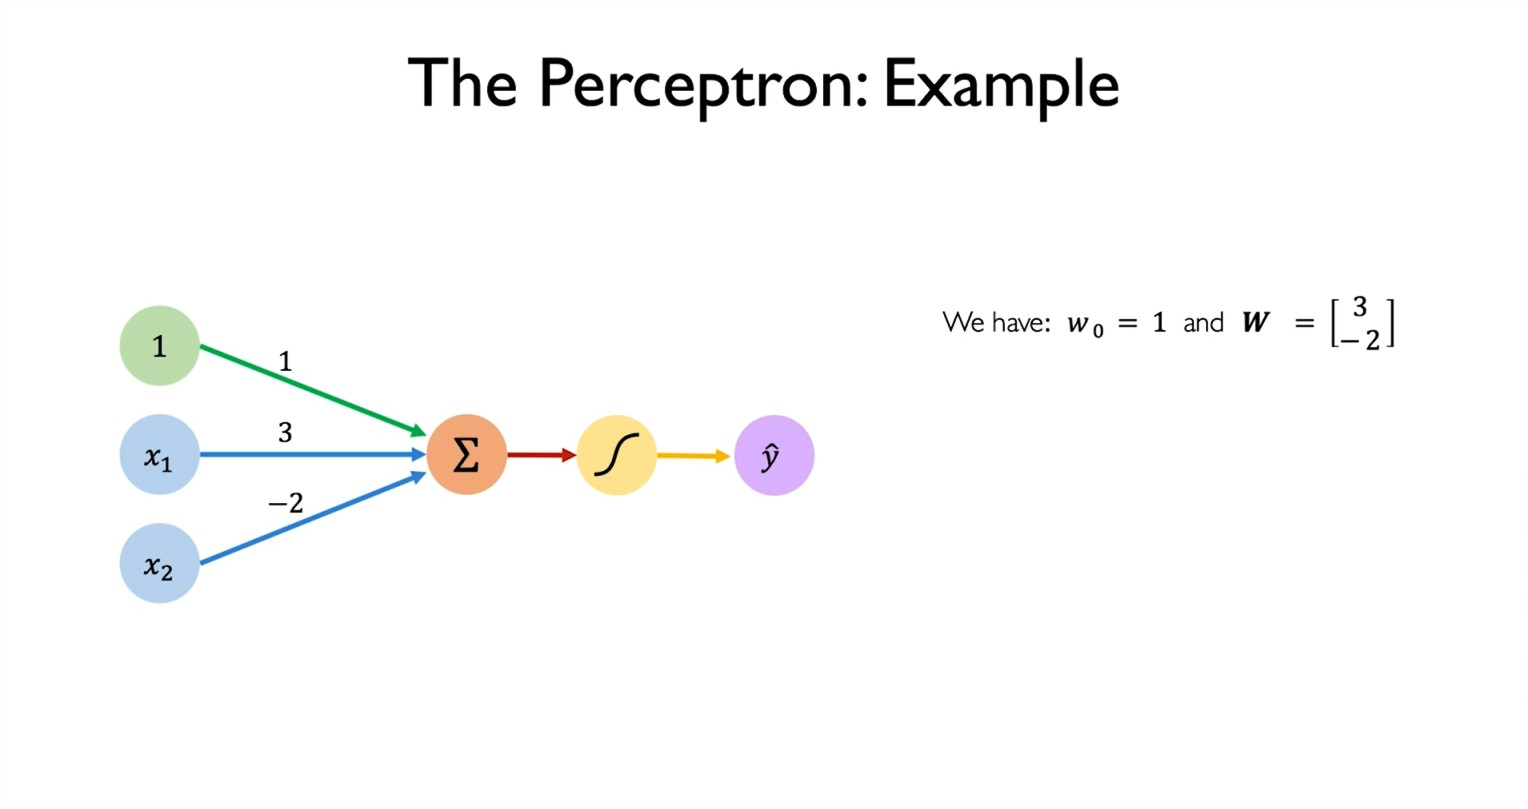 The Perceptron: Example
We have: w₀ = 1 and W = [3 −2]
1
1
3
x₁
Σ
ŷ
−2
x₂